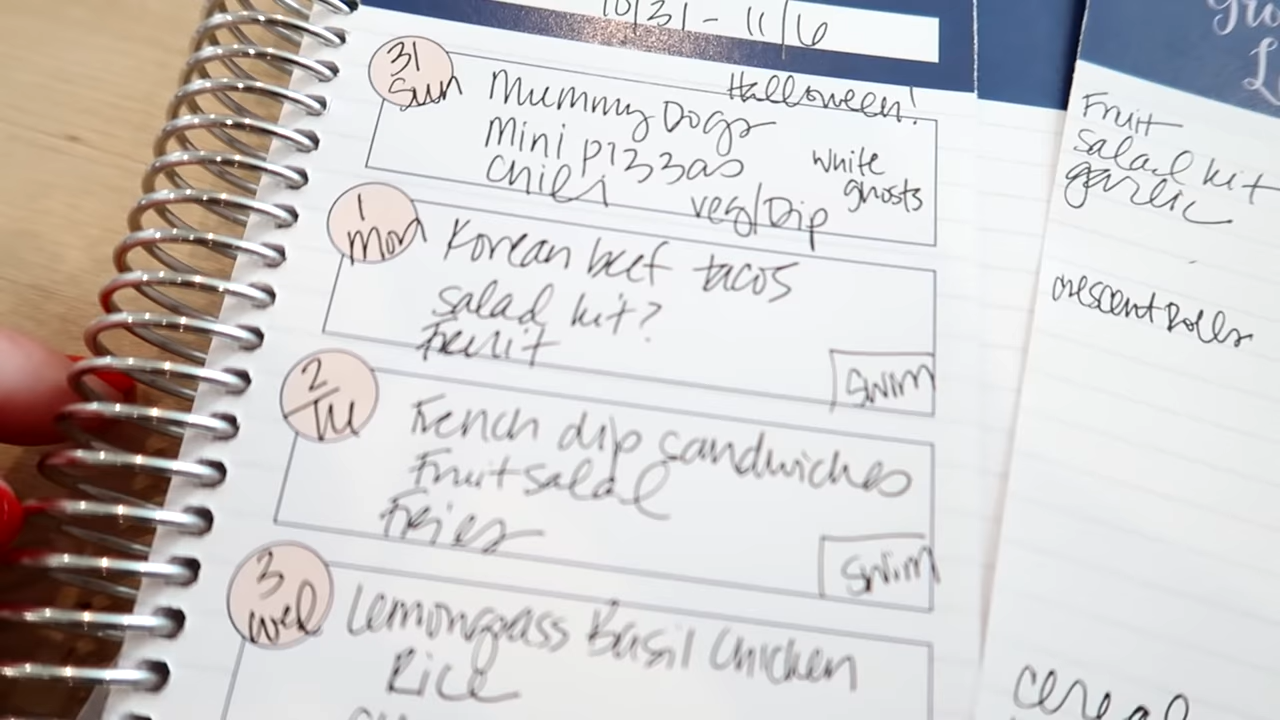 10/31 - 11/6
31
Sun
Halloween!
Mummy Dogs
Mini pizzas
Chili
white
ghosts
veg/Dip
1
Mon
Korean beef tacos
salad kit?
Fruit
swim
2
Tu
French dip sandwiches
Fruit salad
Fries
swim
3
Wed
Lemongrass Basil Chicken
Rice
Fruit
salad kit
garlic
crescent rolls
cereal